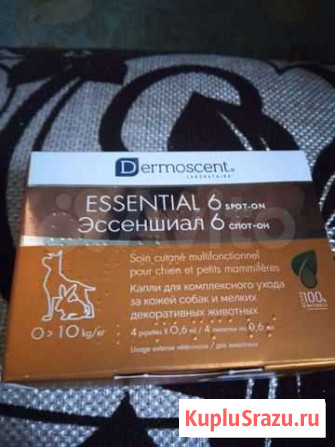 Dermoscent®
LABORATOIRE
ESSENTIAL 6 SPOT-ON
Эссеншиал 6 СПОТ-ОН
Soin cutané multifonctionnel
pour chien et petits mammifères
Капли для комплексного ухода
за кожей собак и мелких
декоративных животных
100%
0 > 10 kg/кг
4 pipettes x 0,6 ml / 4 пипетки по 0,6 мл
Usage externe vétérinaire / для животных
KupluSrazu.ru
КуплюСразу.ru